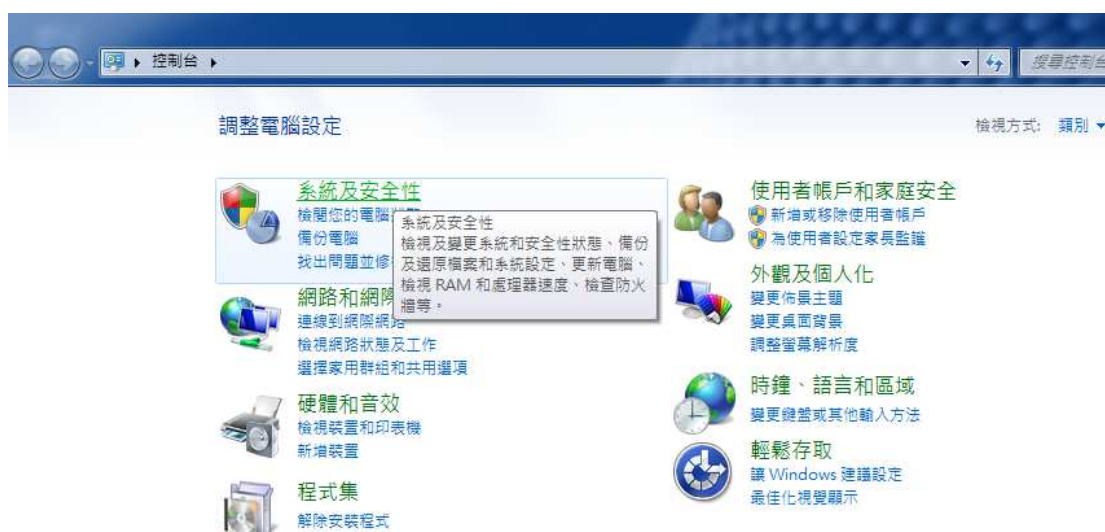 控制台
搜尋控制台
調整電腦設定
檢視方式: 類別
系統及安全性
檢閱您的電腦
備份電腦
找出問題並修
系統及安全性
檢視及變更系統和安全性狀態、備份
及還原檔案和系統設定、更新電腦、
檢視 RAM 和處理器速度、檢查防火
牆等。
網路和網際
連線到網際網路
檢視網路狀態及工作
選擇家用群組和共用選項
硬體和音效
檢視裝置和印表機
新增裝置
程式集
解除安裝程式
使用者帳戶和家庭安全
新增或移除使用者帳戶
為使用者設定家長監護
外觀及個人化
變更佈景主題
變更桌面背景
調整螢幕解析度
時鐘、語言和區域
變更鍵盤或其他輸入方法
輕鬆存取
讓 Windows 建議設定
最佳化視覺顯示